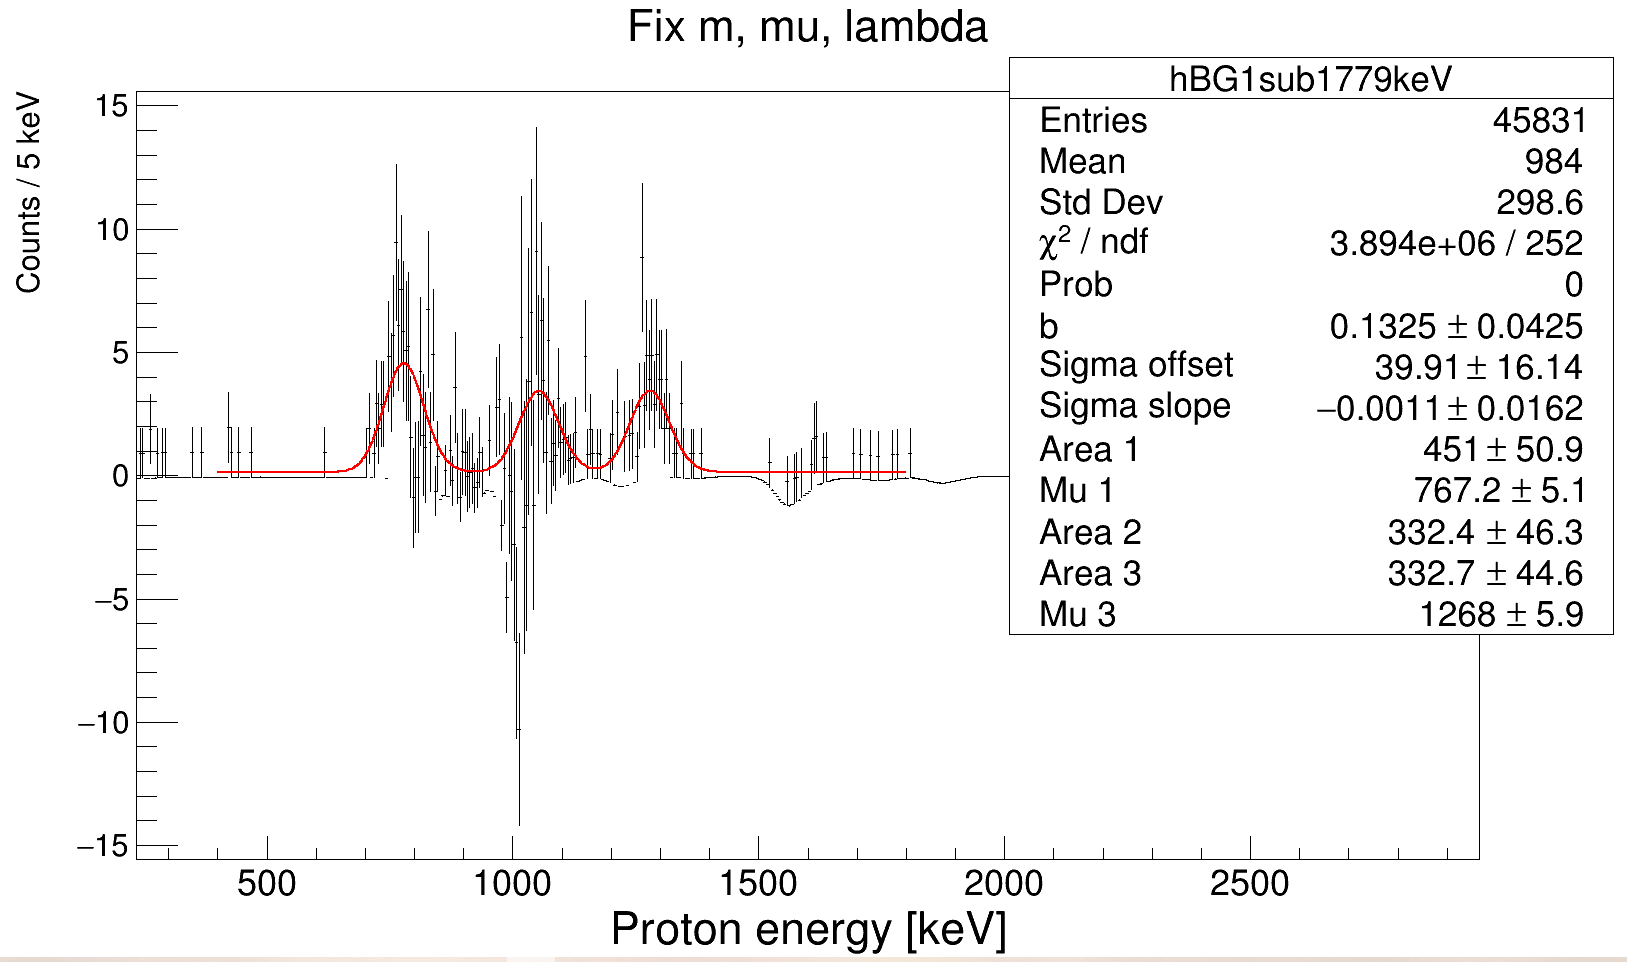 Fix m, mu, lambda
hBG1sub1779keV
Entries 45831
Mean 984
Std Dev 298.6
χ² / ndf 3.894e+06 / 252
Prob 0
b 0.1325 ± 0.0425
Sigma offset 39.91 ± 16.14
Sigma slope −0.0011 ± 0.0162
Area 1 451 ± 50.9
Mu 1 767.2 ± 5.1
Area 2 332.4 ± 46.3
Area 3 332.7 ± 44.6
Mu 3 1268 ± 5.9
Counts / 5 keV
15
10
5
0
−5
−10
−15
500 1000 1500 2000 2500
Proton energy [keV]